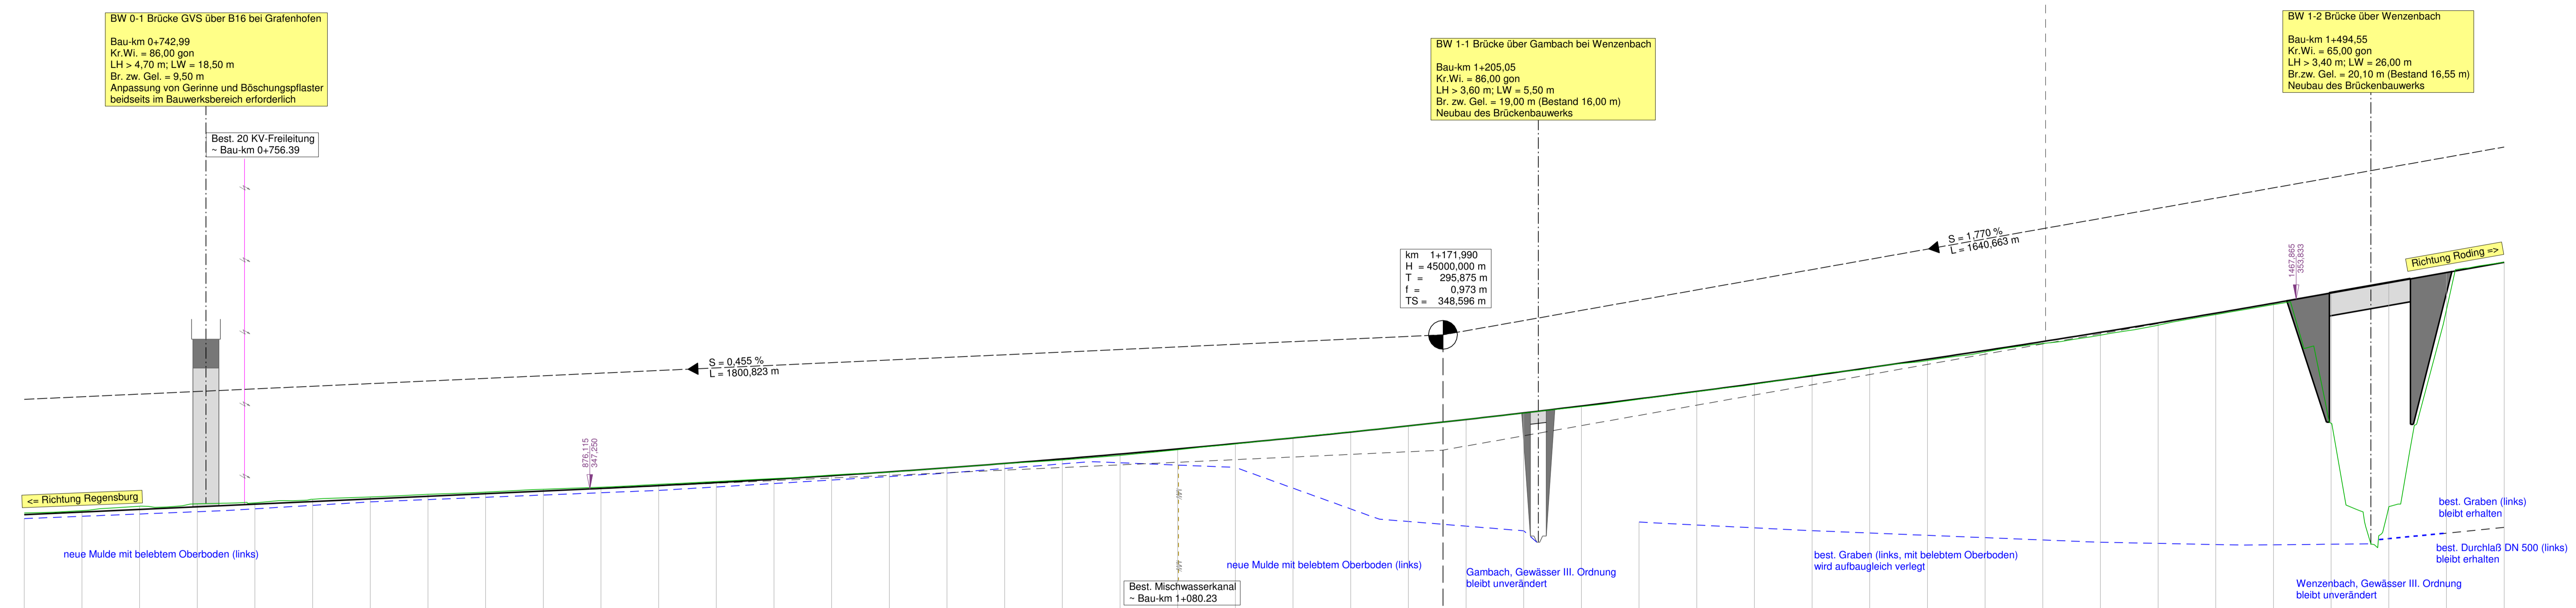 BW 0-1 Brücke GVS über B16 bei Grafenhofen
Bau-km 0+742,99
Kr.Wi. = 86,00 gon
LH > 4,70 m; LW = 18,50 m
Br. zw. Gel. = 9,50 m
Anpassung von Gerinne und Böschungspflaster
beidseits im Bauwerksbereich erforderlich
Best. 20 KV-Freileitung
~ Bau-km 0+756.39
BW 1-1 Brücke über Gambach bei Wenzenbach
Bau-km 1+205,05
Kr.Wi. = 86,00 gon
LH > 3,60 m; LW = 5,50 m
Br. zw. Gel. = 19,00 m (Bestand 16,00 m)
Neubau des Brückenbauwerks
BW 1-2 Brücke über Wenzenbach
Bau-km 1+494,55
Kr.Wi. = 65,00 gon
LH > 3,40 m; LW = 26,00 m
Br.zw. Gel. = 20,10 m (Bestand 16,55 m)
Neubau des Brückenbauwerks
S = 1,770 %
L = 1640,663 m
km 1+171,990
H = 45000,000 m
T = 295,875 m
f = 0,973 m
TS = 348,596 m
1467,865
353,833
Richtung Roding =>
S = 0,455 %
L = 1800,823 m
876,115
347,250
<= Richtung Regensburg
neue Mulde mit belebtem Oberboden (links)
Best. Mischwasserkanal
~ Bau-km 1+080.23
neue Mulde mit belebtem Oberboden (links)
Gambach, Gewässer III. Ordnung
bleibt unverändert
best. Graben (links, mit belebtem Oberboden)
wird aufbaugleich verlegt
best. Graben (links)
bleibt erhalten
best. Durchlaß DN 500 (links)
bleibt erhalten
Wenzenbach, Gewässer III. Ordnung
bleibt unverändert